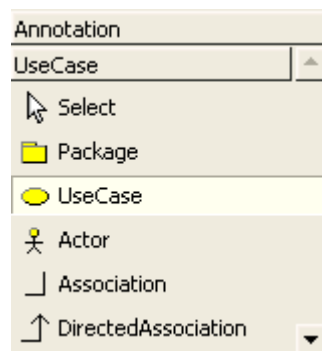 Annotation
UseCase
Select
Package
UseCase
Actor
Association
DirectedAssociation